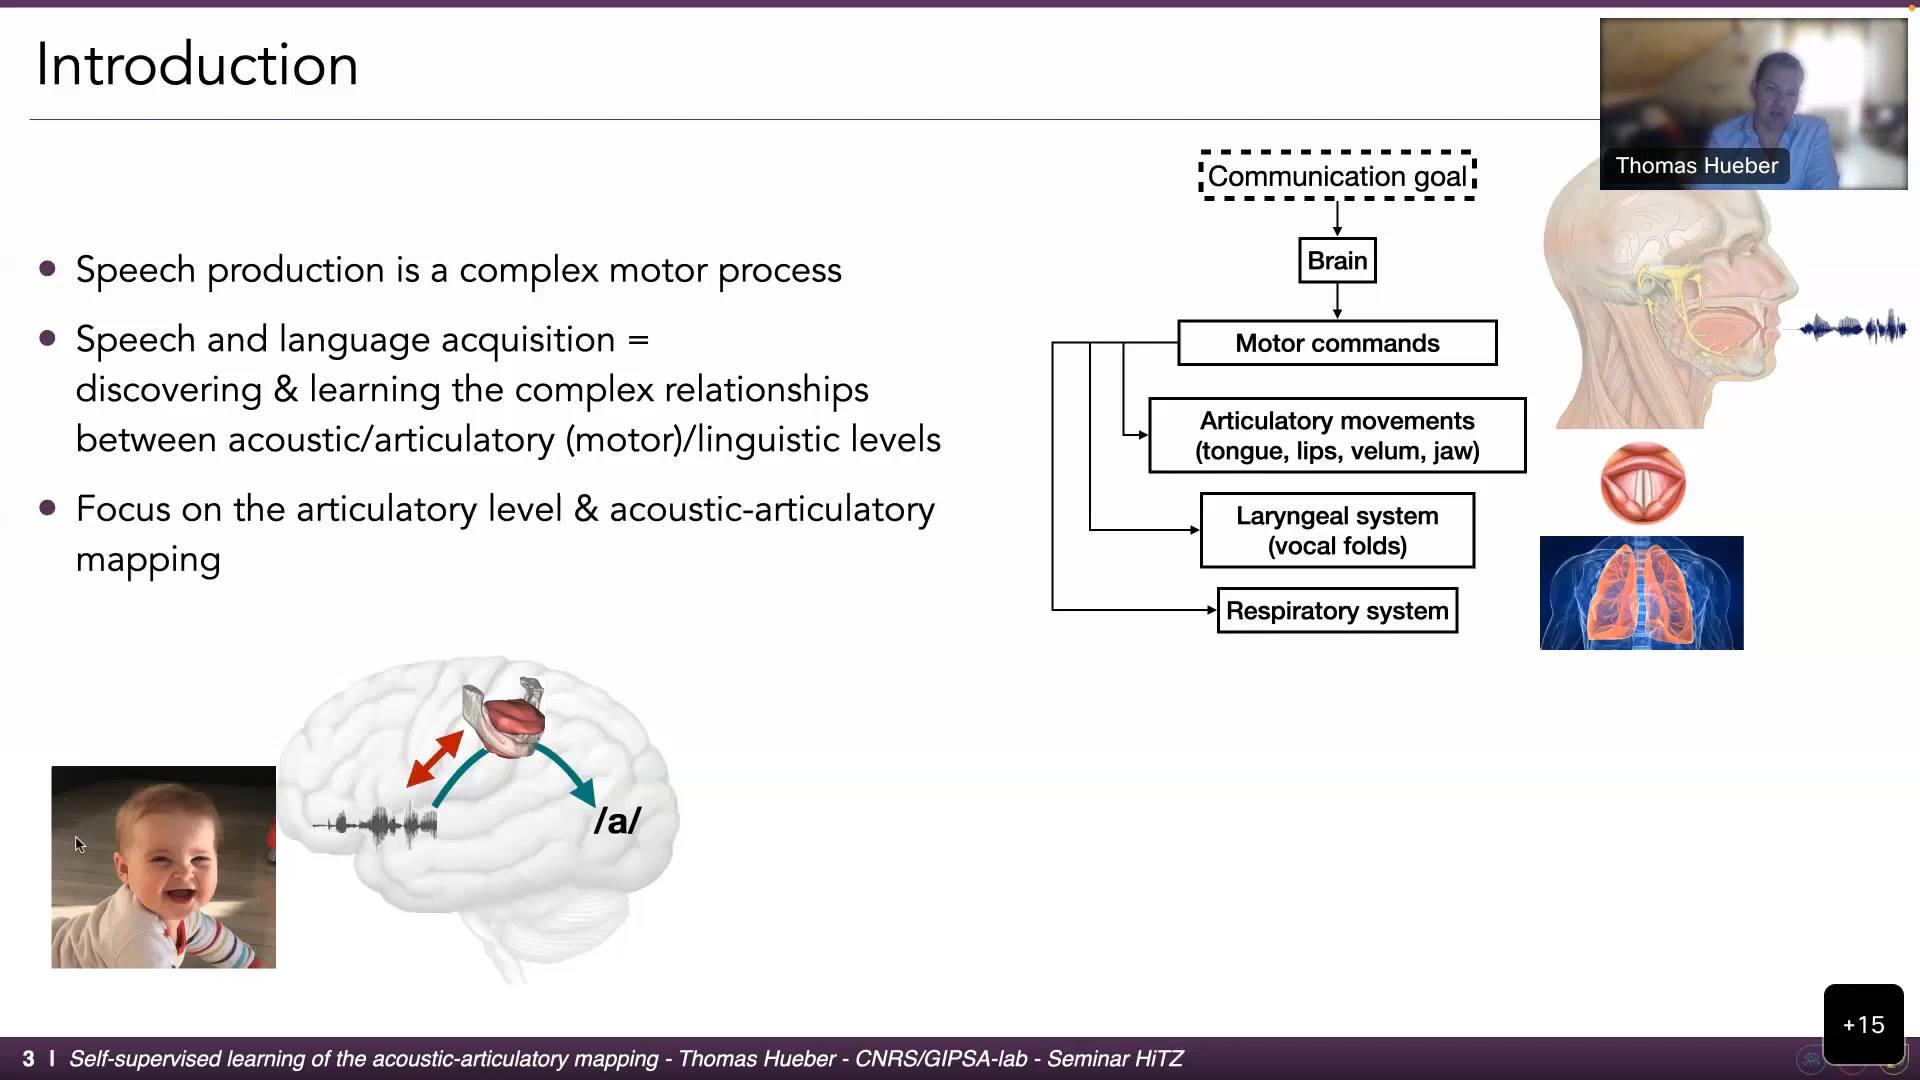 Introduction
Thomas Hueber
Speech production is a complex motor process
Speech and language acquisition =
discovering & learning the complex relationships
between acoustic/articulatory (motor)/linguistic levels
Focus on the articulatory level & acoustic-articulatory
mapping
Communication goal
Brain
Motor commands
Articulatory movements
(tongue, lips, velum, jaw)
Laryngeal system
(vocal folds)
Respiratory system
/a/
+15
3 | Self-supervised learning of the acoustic-articulatory mapping - Thomas Hueber - CNRS/GIPSA-lab - Seminar HiTZ